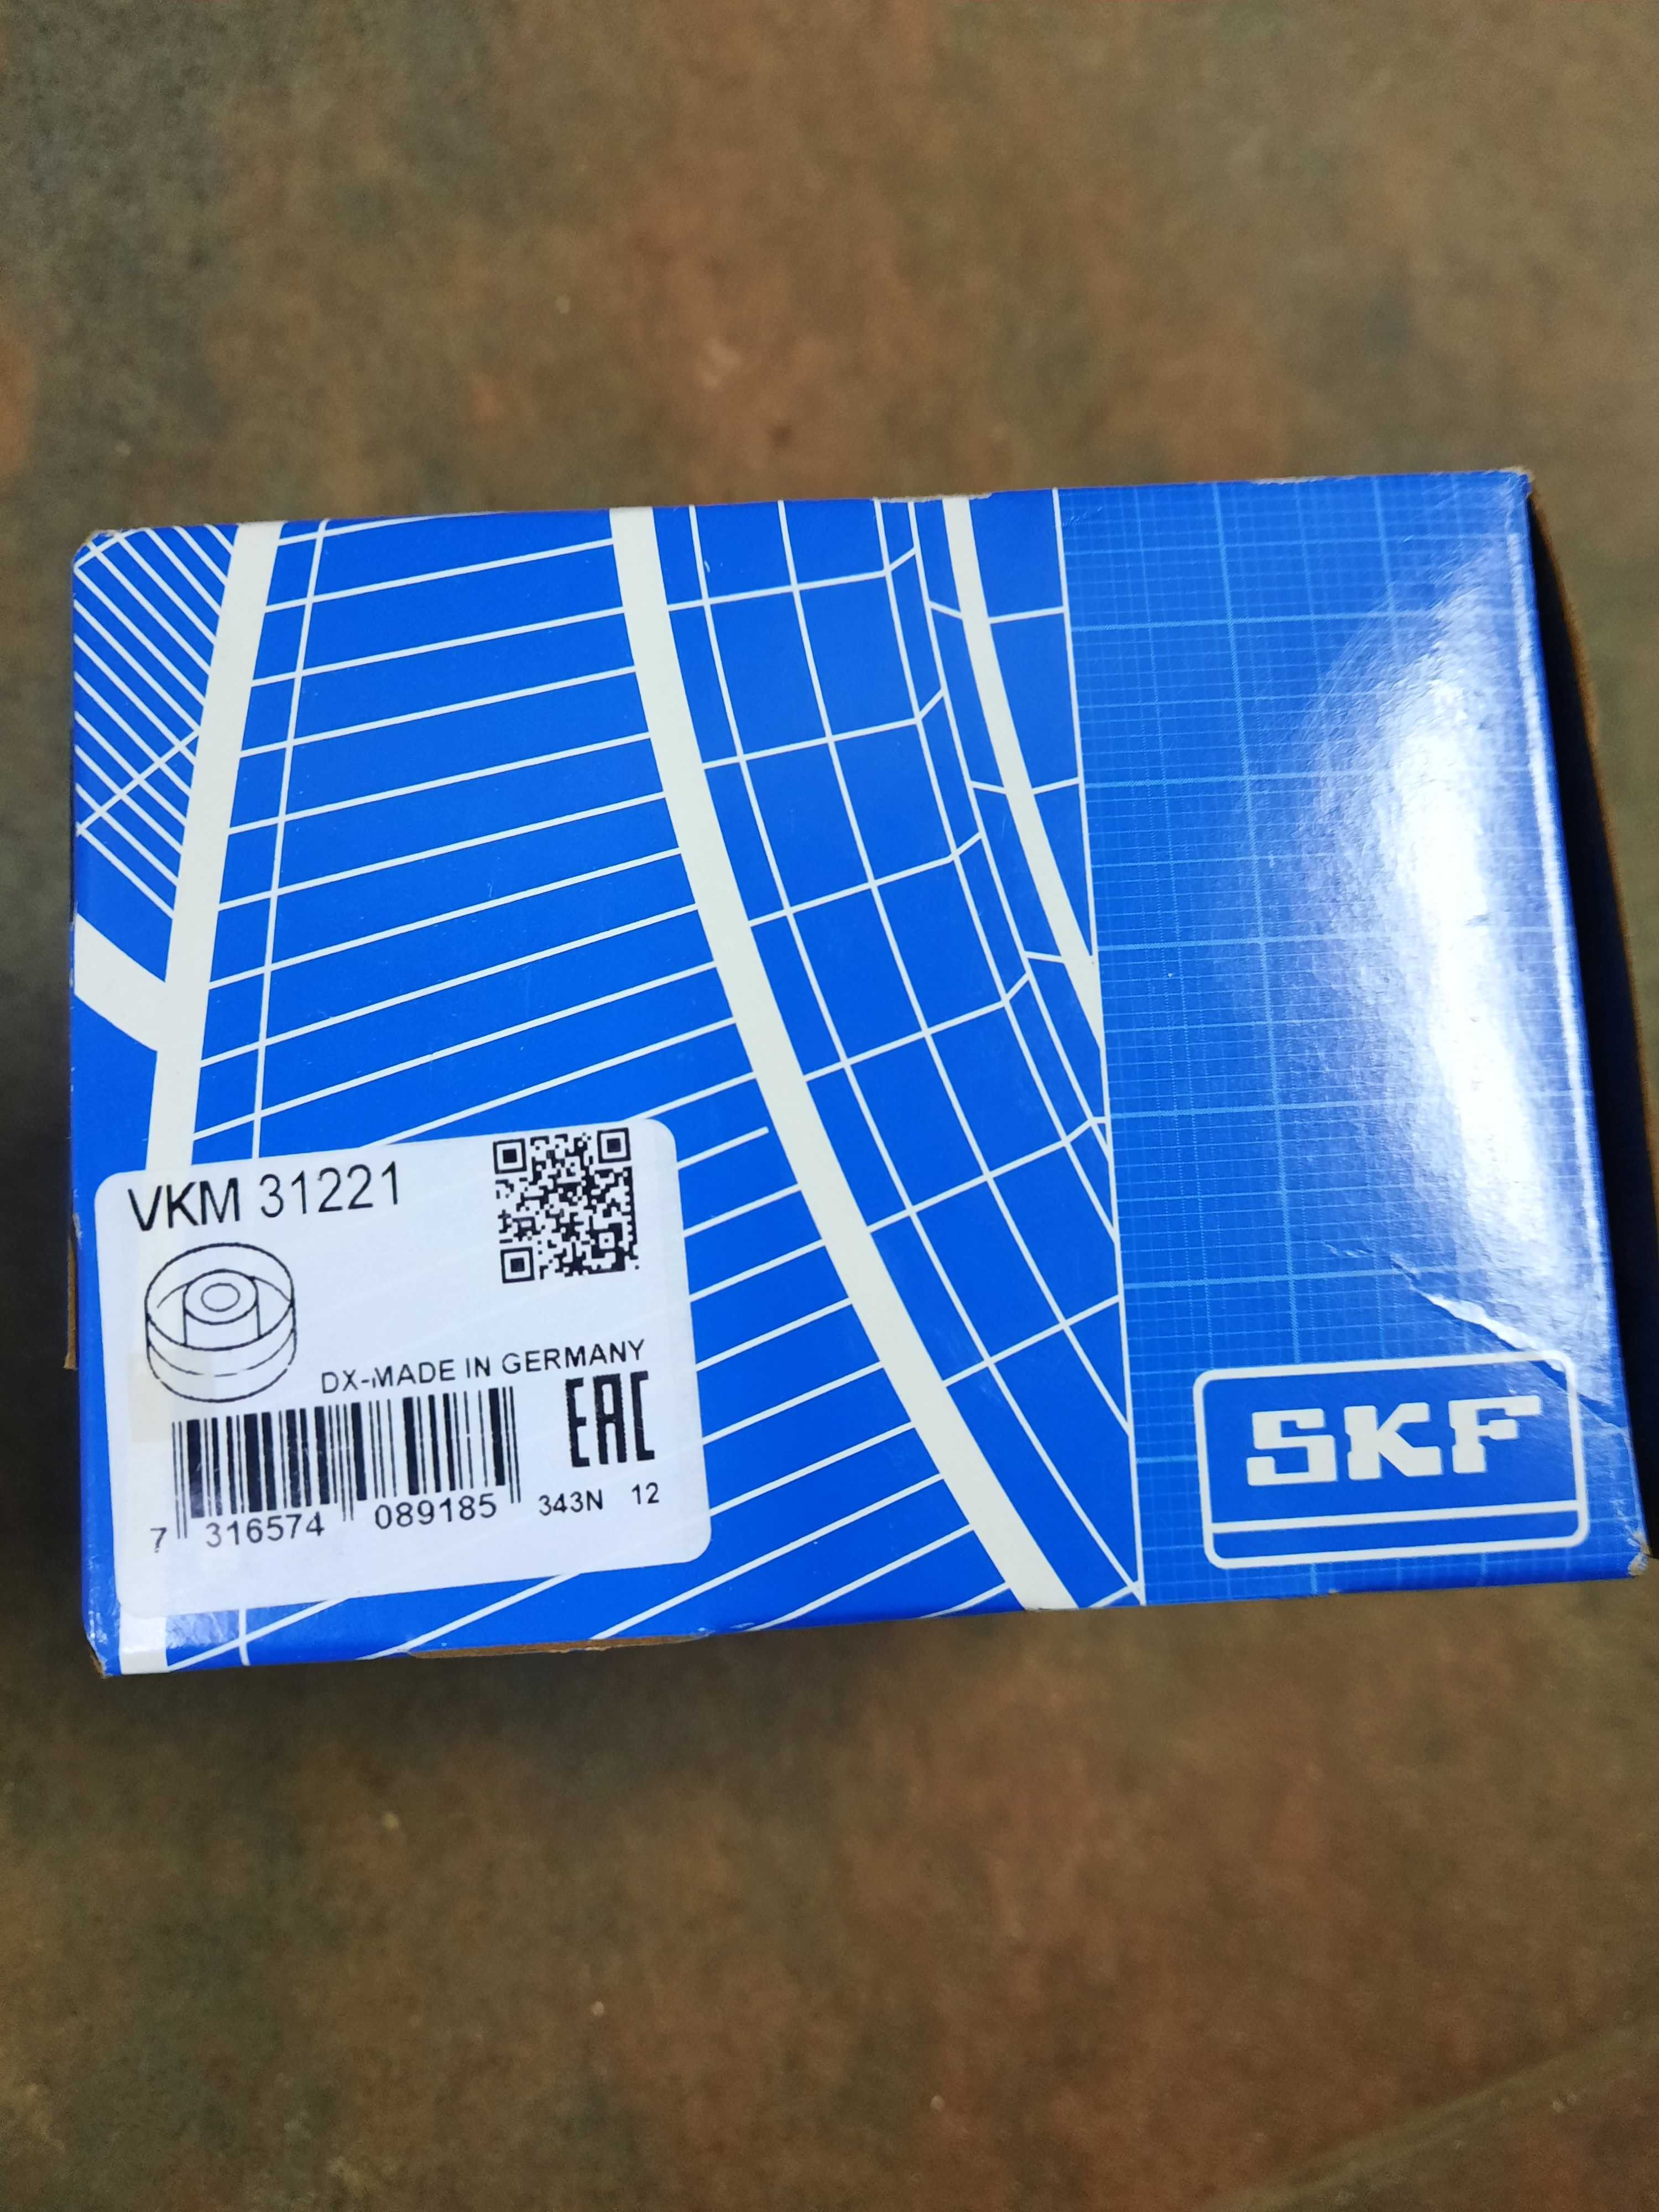 VKM 31221
DX-MADE IN GERMANY
EAC
7 316574 089185 343N 12
SKF